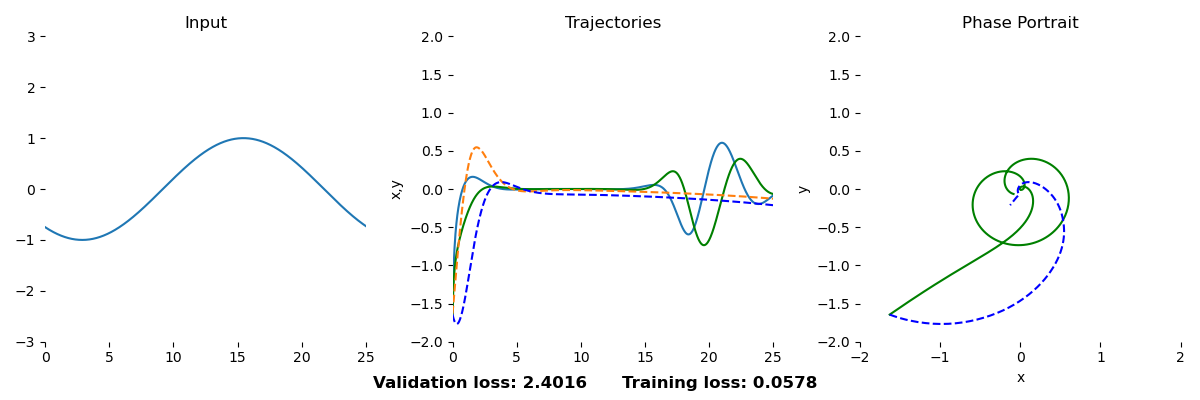 Input
3
2
1
0
−1
−2
−3
0 5 10 15 20 25
Trajectories
x,y
2.0
1.5
1.0
0.5
0.0
−0.5
−1.0
−1.5
−2.0
0 5 10 15 20 25
Phase Portrait
y
2.0
1.5
1.0
0.5
0.0
−0.5
−1.0
−1.5
−2.0
−2 −1 0 1 2
x
Validation loss: 2.4016 Training loss: 0.0578